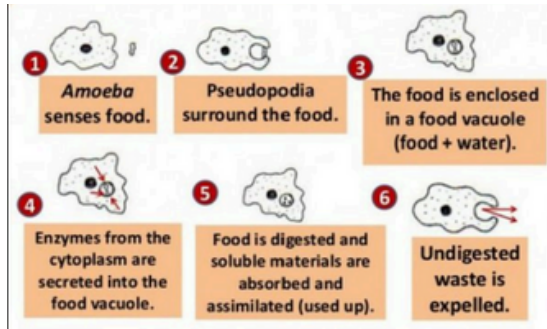 1
Amoeba
senses food.
2
Pseudopodia
surround the food.
3
The food is enclosed
in a food vacuole
(food + water).
4
Enzymes from the
cytoplasm are
secreted into the
food vacuole.
5
Food is digested and
soluble materials are
absorbed and
assimilated (used up).
6
Undigested
waste is
expelled.